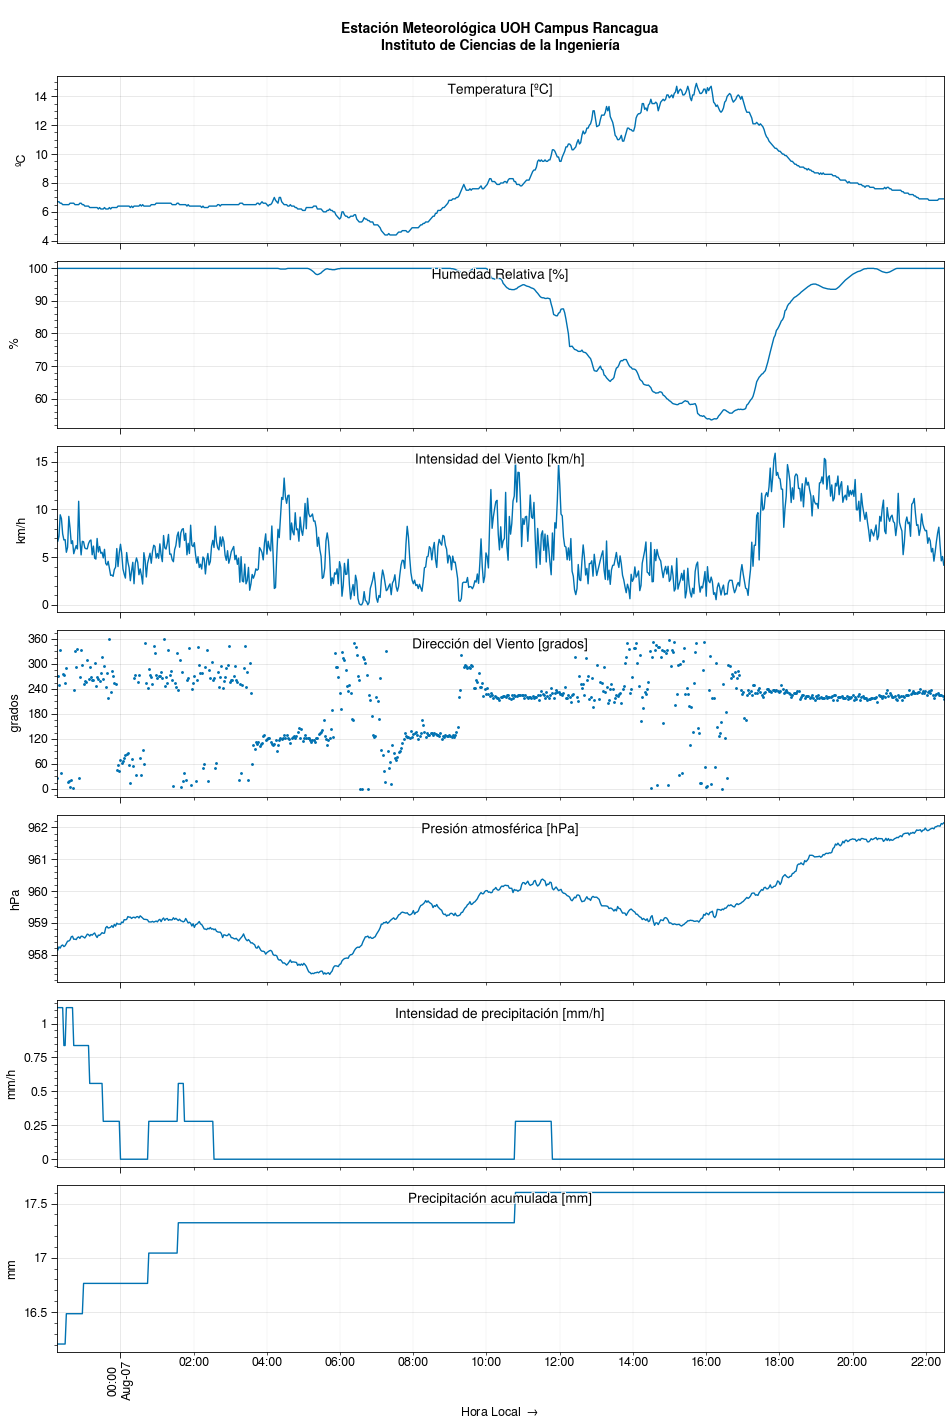 Estación Meteorológica UOH Campus Rancagua
Instituto de Ciencias de la Ingeniería
Temperatura [ºC]
ºC
14
12
10
8
6
4
Humedad Relativa [%]
%
100
90
80
70
60
Intensidad del Viento [km/h]
km/h
15
10
5
0
Dirección del Viento [grados]
grados
360
300
240
180
120
60
0
Presión atmosférica [hPa]
hPa
962
961
960
959
958
Intensidad de precipitación [mm/h]
mm/h
1
0.75
0.5
0.25
0
Precipitación acumulada [mm]
mm
17.5
17
16.5
00:00
Aug-07
02:00 04:00 06:00 08:00 10:00 12:00 14:00 16:00 18:00 20:00 22:00
Hora Local →